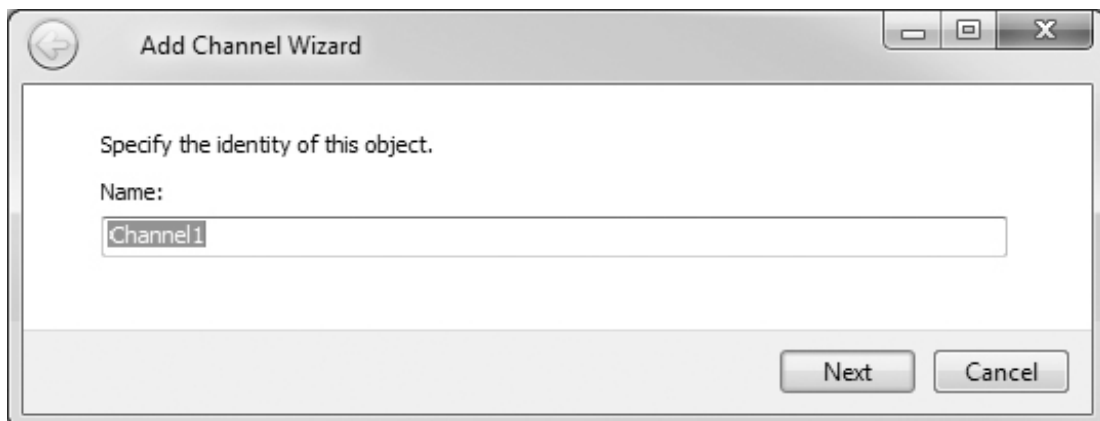 Add Channel Wizard
Specify the identity of this object.
Name:
Channel1
Next Cancel